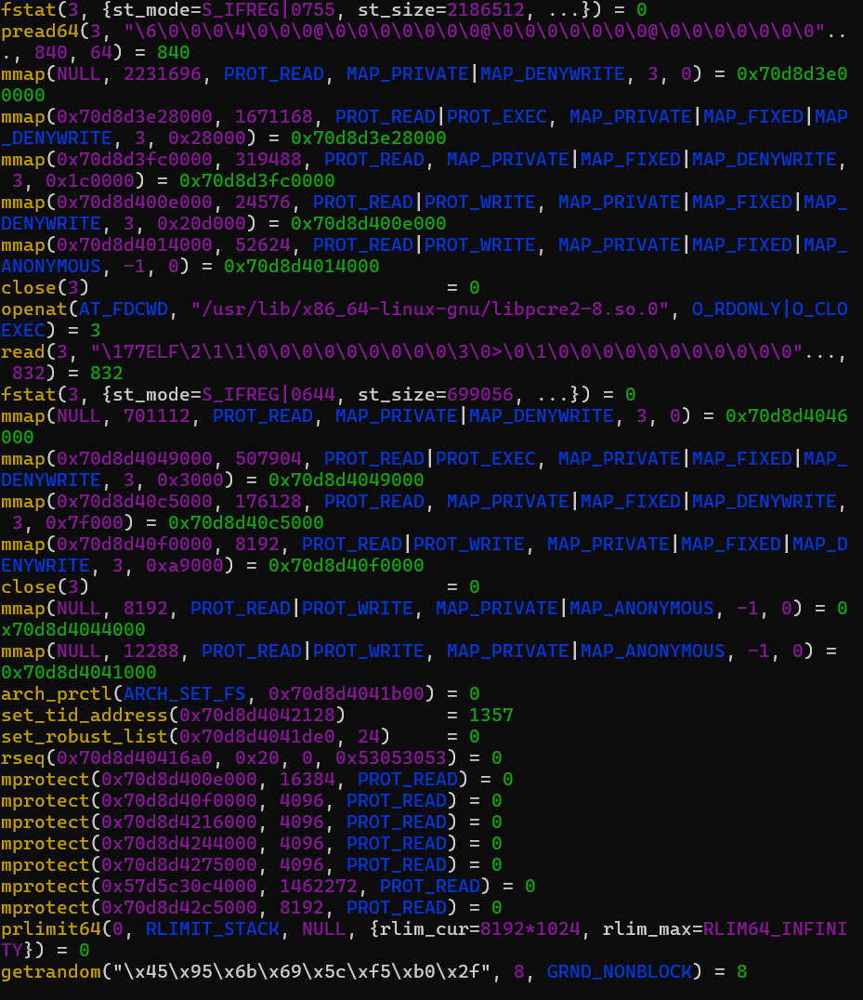 fstat(3, {st_mode=S_IFREG|0755, st_size=2186512, ...}) = 0
pread64(3, "\6\0\0\0\4\0\0\0@\0\0\0\0\0\0\0@\0\0\0\0\0\0\0@\0\0\0\0\0\0\0"..
., 840, 64) = 840
mmap(NULL, 2231696, PROT_READ, MAP_PRIVATE|MAP_DENYWRITE, 3, 0) = 0x70d8d3e0
0000
mmap(0x70d8d3e28000, 1671168, PROT_READ|PROT_EXEC, MAP_PRIVATE|MAP_FIXED|MAP
_DENYWRITE, 3, 0x28000) = 0x70d8d3e28000
mmap(0x70d8d3fc0000, 319488, PROT_READ, MAP_PRIVATE|MAP_FIXED|MAP_DENYWRITE,
 3, 0x1c0000) = 0x70d8d3fc0000
mmap(0x70d8d400e000, 24576, PROT_READ|PROT_WRITE, MAP_PRIVATE|MAP_FIXED|MAP_
DENYWRITE, 3, 0x20d000) = 0x70d8d400e000
mmap(0x70d8d4014000, 52624, PROT_READ|PROT_WRITE, MAP_PRIVATE|MAP_FIXED|MAP_
ANONYMOUS, -1, 0) = 0x70d8d4014000
close(3)                                = 0
openat(AT_FDCWD, "/usr/lib/x86_64-linux-gnu/libpcre2-8.so.0", O_RDONLY|O_CLO
EXEC) = 3
read(3, "\177ELF\2\1\1\0\0\0\0\0\0\0\0\0\3\0>\0\1\0\0\0\0\0\0\0\0\0\0\0"...,
 832) = 832
fstat(3, {st_mode=S_IFREG|0644, st_size=699056, ...}) = 0
mmap(NULL, 701112, PROT_READ, MAP_PRIVATE|MAP_DENYWRITE, 3, 0) = 0x70d8d4046
000
mmap(0x70d8d4049000, 507904, PROT_READ|PROT_EXEC, MAP_PRIVATE|MAP_FIXED|MAP_
DENYWRITE, 3, 0x3000) = 0x70d8d4049000
mmap(0x70d8d40c5000, 176128, PROT_READ, MAP_PRIVATE|MAP_FIXED|MAP_DENYWRITE,
 3, 0x7f000) = 0x70d8d40c5000
mmap(0x70d8d40f0000, 8192, PROT_READ|PROT_WRITE, MAP_PRIVATE|MAP_FIXED|MAP_D
ENYWRITE, 3, 0xa9000) = 0x70d8d40f0000
close(3)                                = 0
mmap(NULL, 8192, PROT_READ|PROT_WRITE, MAP_PRIVATE|MAP_ANONYMOUS, -1, 0) = 0
x70d8d4044000
mmap(NULL, 12288, PROT_READ|PROT_WRITE, MAP_PRIVATE|MAP_ANONYMOUS, -1, 0) =
0x70d8d4041000
arch_prctl(ARCH_SET_FS, 0x70d8d4041b00) = 0
set_tid_address(0x70d8d4042128)         = 1357
set_robust_list(0x70d8d4041de0, 24)     = 0
rseq(0x70d8d40416a0, 0x20, 0, 0x53053053) = 0
mprotect(0x70d8d400e000, 16384, PROT_READ) = 0
mprotect(0x70d8d40f0000, 4096, PROT_READ) = 0
mprotect(0x70d8d4216000, 4096, PROT_READ) = 0
mprotect(0x70d8d4244000, 4096, PROT_READ) = 0
mprotect(0x70d8d4275000, 4096, PROT_READ) = 0
mprotect(0x57d5c30c4000, 1462272, PROT_READ) = 0
mprotect(0x70d8d42c5000, 8192, PROT_READ) = 0
prlimit64(0, RLIMIT_STACK, NULL, {rlim_cur=8192*1024, rlim_max=RLIM64_INFINI
TY}) = 0
getrandom("\x45\x95\x6b\x69\x5c\xf5\xb0\x2f", 8, GRND_NONBLOCK) = 8